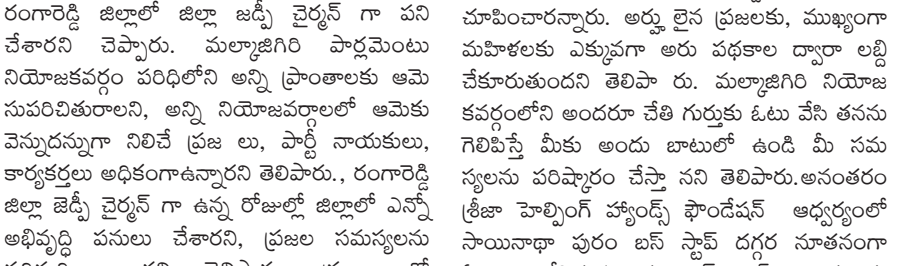 రంగారెడ్డి జిల్లాలో జిల్లా జడ్పీ చైర్మన్ గా పని
చేశారని చెప్పారు. మల్కాజిగిరి పార్లమెంటు
నియోజకవర్గం పరిధిలోని అన్ని ప్రాంతాలకు ఆమె
సుపరిచితురాలని, అన్ని నియోజవర్గాలలో ఆమెకు
వెన్నుదన్నుగా నిలిచే ప్రజ లు, పార్టీ నాయకులు,
కార్యకర్తలు అధికంగాఉన్నారని తెలిపారు., రంగారెడ్డి
జిల్లా జెడ్పీ చైర్మన్ గా ఉన్న రోజుల్లో జిల్లాలో ఎన్నో
అభివృద్ధి పనులు చేశారని, ప్రజల సమస్యలను
చూపించారన్నారు. అర్హు లైన ప్రజలకు, ముఖ్యంగా
మహిళలకు ఎక్కువగా అరు పథకాల ద్వారా లబ్ది
చేకూరుతుందని తెలిపా రు. మల్కాజిగిరి నియోజ
కవర్గంలోని అందరూ చేతి గుర్తుకు ఓటు వేసి తనను
గెలిపిస్తే మీకు అందు బాటులో ఉండి మీ సమ
స్యలను పరిష్కారం చేస్తా నని తెలిపారు.అనంతరం
శ్రీజా హెల్పింగ్ హ్యాండ్స్ ఫౌండేషన్ ఆధ్వర్యంలో
సాయినాథా పురం బస్ స్టాప్ దగ్గర నూతనంగా